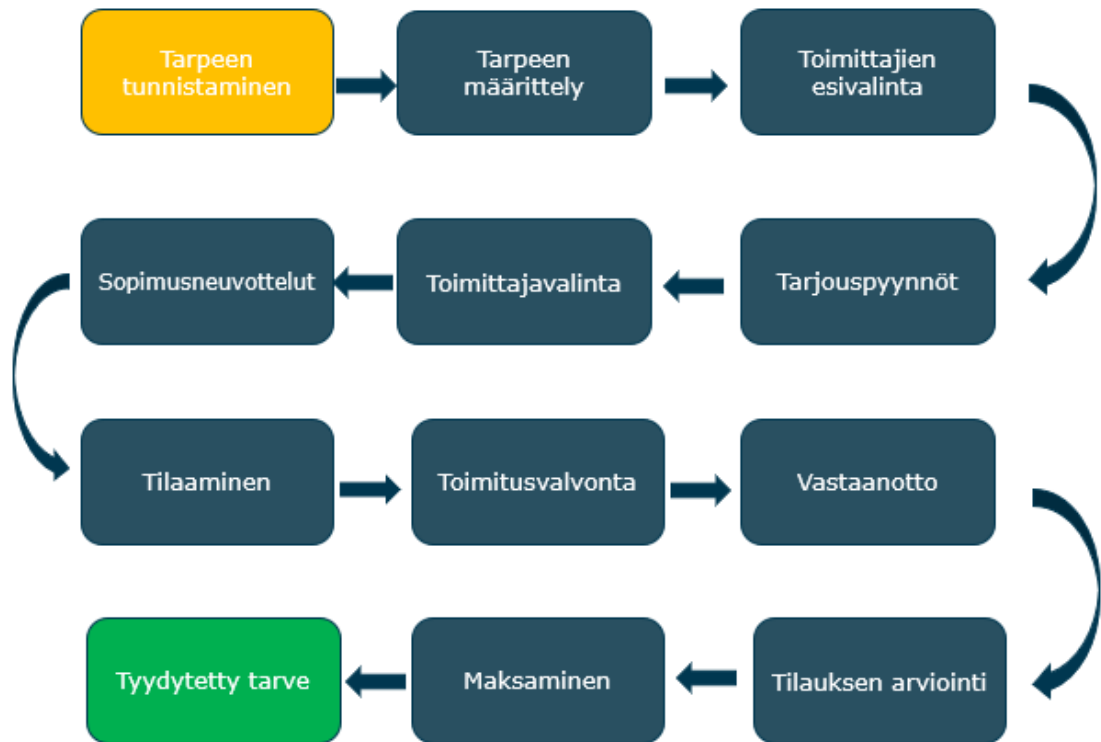 Tarpeen
tunnistaminen
Tarpeen
määrittely
Toimittajien
esivalinta
Tarjouspyynnöt
Toimittajavalinta
Sopimusneuvottelut
Tilaaminen
Toimitusvalvonta
Vastaanotto
Tilauksen arviointi
Maksaminen
Tyydytetty tarve